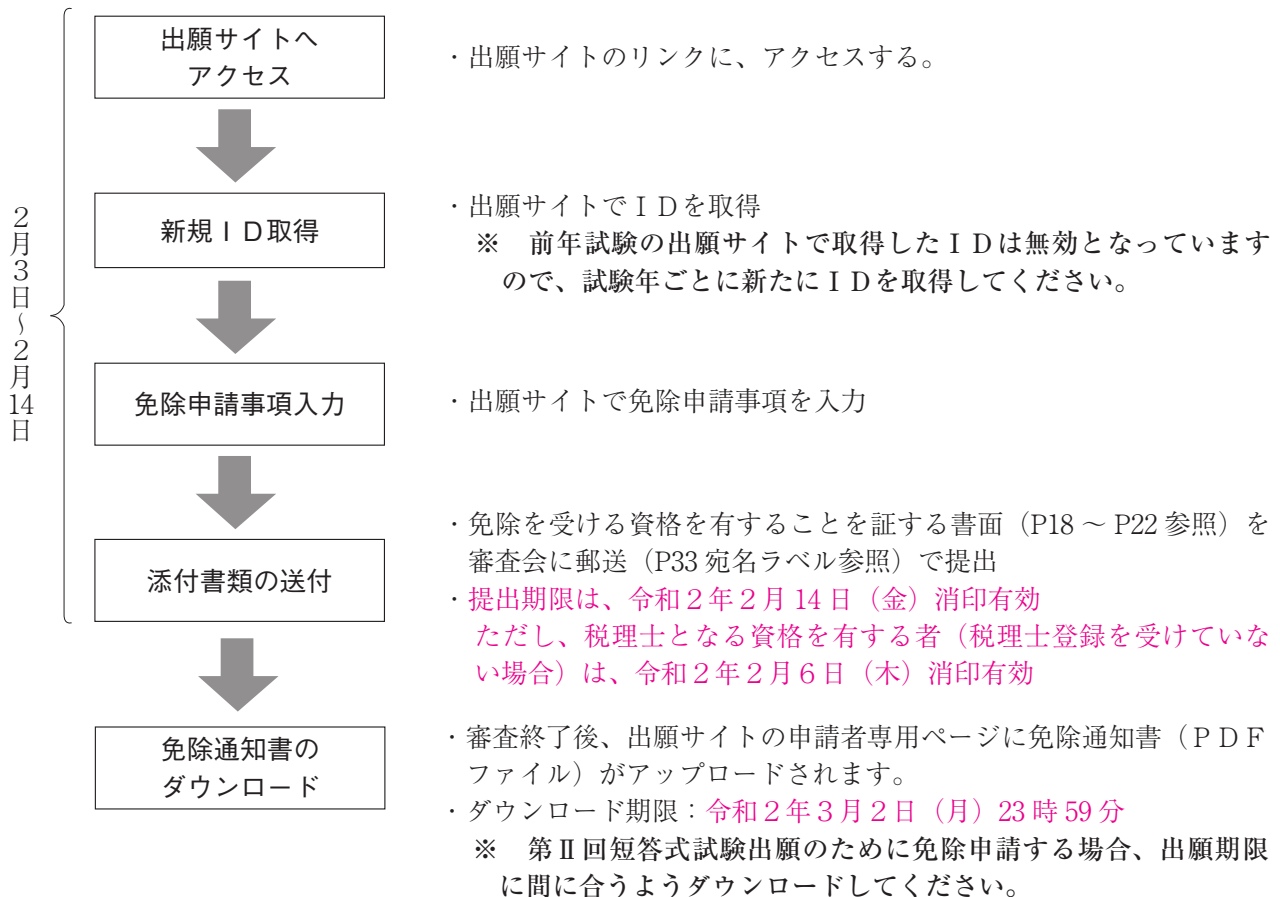 2月3日〜2月14日
出願サイトへ
アクセス
・出願サイトのリンクに、アクセスする。
新規ＩＤ取得
・出願サイトでＩＤを取得
※　前年試験の出願サイトで取得したＩＤは無効となっています
ので、試験年ごとに新たにＩＤを取得してください。
免除申請事項入力
・出願サイトで免除申請事項を入力
添付書類の送付
・免除を受ける資格を有することを証する書面（P18 ～ P22 参照）を
審査会に郵送（P33 宛名ラベル参照）で提出
・提出期限は、令和２年２月 14 日（金）消印有効
ただし、税理士となる資格を有する者（税理士登録を受けていな
い場合）は、令和２年２月６日（木）消印有効
免除通知書の
ダウンロード
・審査終了後、出願サイトの申請者専用ページに免除通知書（ＰＤＦ
ファイル）がアップロードされます。
・ダウンロード期限：令和２年３月２日（月）23 時 59 分
※　第Ⅱ回短答式試験出願のために免除申請する場合、出願期限
に間に合うようダウンロードしてください。